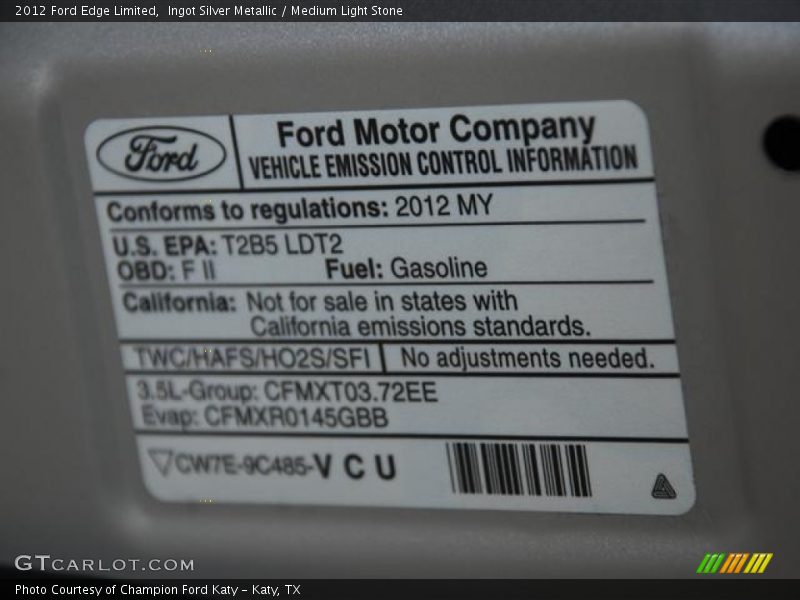 2012 Ford Edge Limited, Ingot Silver Metallic / Medium Light Stone
Ford
Ford Motor Company
VEHICLE EMISSION CONTROL INFORMATION
Conforms to regulations: 2012 MY
U.S. EPA: T2B5 LDT2
OBD: F II Fuel: Gasoline
California: Not for sale in states with
California emissions standards.
TWC/HAFS/HO2S/SFI No adjustments needed.
3.5L-Group: CFMXT03.72EE
Evap: CFMXR0145GBB
CW7E-9C485-V C U
GTCARLOT.COM
Photo Courtesy of Champion Ford Katy – Katy, TX